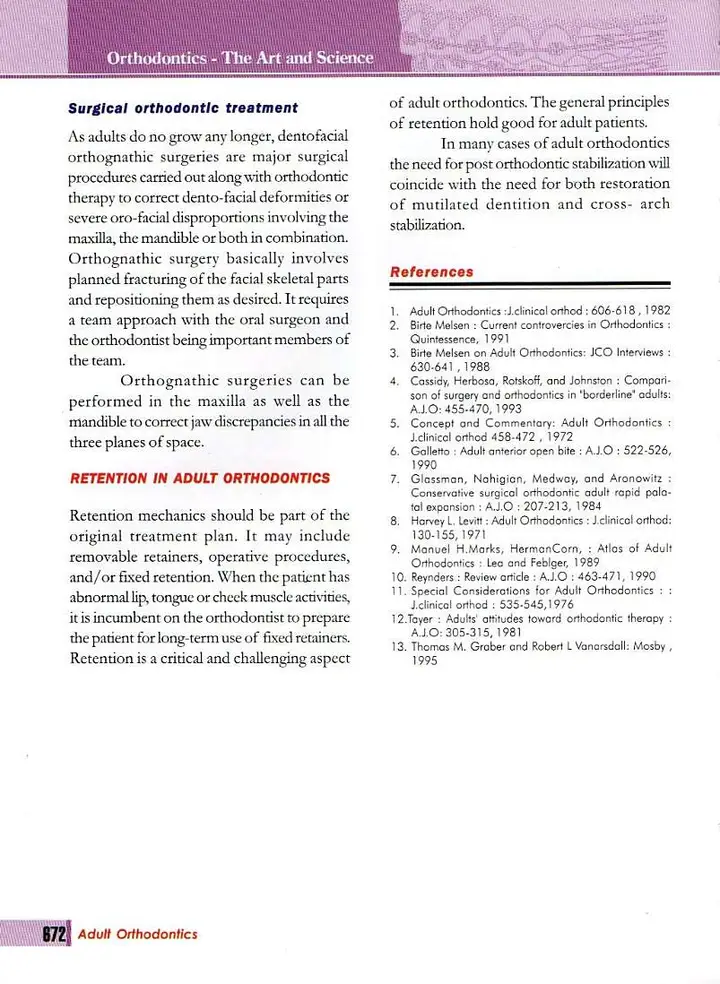 Orthodontics - The Art and Science
Surgical orthodontic treatment
As adults do no grow any longer, dentofacial
orthognathic surgeries are major surgical
procedures carried out along with orthodontic
therapy to correct dento-facial deformities or
severe oro-facial disproportions involving the
maxilla, the mandible or both in combination.
Orthognathic surgery basically involves
planned fracturing of the facial skeletal parts
and repositioning them as desired. It requires
a team approach with the oral surgeon and
the orthodontist being important members of
the team.
Orthognathic surgeries can be
performed in the maxilla as well as the
mandible to correct jaw discrepancies in all the
three planes of space.
RETENTION IN ADULT ORTHODONTICS
Retention mechanics should be part of the
original treatment plan. It may include
removable retainers, operative procedures,
and/or fixed retention. When the patient has
abnormal lip, tongue or cheek muscle activities,
it is incumbent on the orthodontist to prepare
the patient for long-term use of fixed retainers.
Retention is a critical and challenging aspect
of adult orthodontics. The general principles
of retention hold good for adult patients.
In many cases of adult orthodontics
the need for post orthodontic stabilization will
coincide with the need for both restoration
of mutilated dentition and cross- arch
stabilization.
References
1. Adult Orthodontics :J.clinical orthod : 606-618 , 1982
2. Birte Melsen : Current controvercies in Orthodontics :
Quintessence, 1991
3. Birte Melsen on Adult Orthodontics: JCO Interviews :
630-641 , 1988
4. Cassidy, Herbosa, Rotskoff, and Johnston : Compari-
son of surgery and orthodontics in "borderline" adults:
A.J.O: 455-470, 1993
5. Concept and Commentary: Adult Orthodontics :
J.clinical orthod 458-472 , 1972
6. Galletto : Adult anterior open bite : A.J.O : 522-526,
1990
7. Glassman, Nahigian, Medway, and Aronowitz :
Conservative surgical orthodontic adult rapid pala-
tal expansion : A.J.O : 207-213, 1984
8. Harvey L. Levitt : Adult Orthodontics : J.clinical orthod:
130-155, 1971
9. Manuel H.Marks, HermanCorn, : Atlas of Adult
Orthodontics : Lea and Feblger, 1989
10. Reynders : Review article : A.J.O : 463-471, 1990
11. Special Considerations for Adult Orthodontics : :
J.clinical orthod : 535-545,1976
12.Tayer : Adults' attitudes toward orthodontic therapy :
A.J.O: 305-315, 1981
13. Thomas M. Graber and Robert L Vanarsdall: Mosby ,
1995
672 Adult Orthodontics